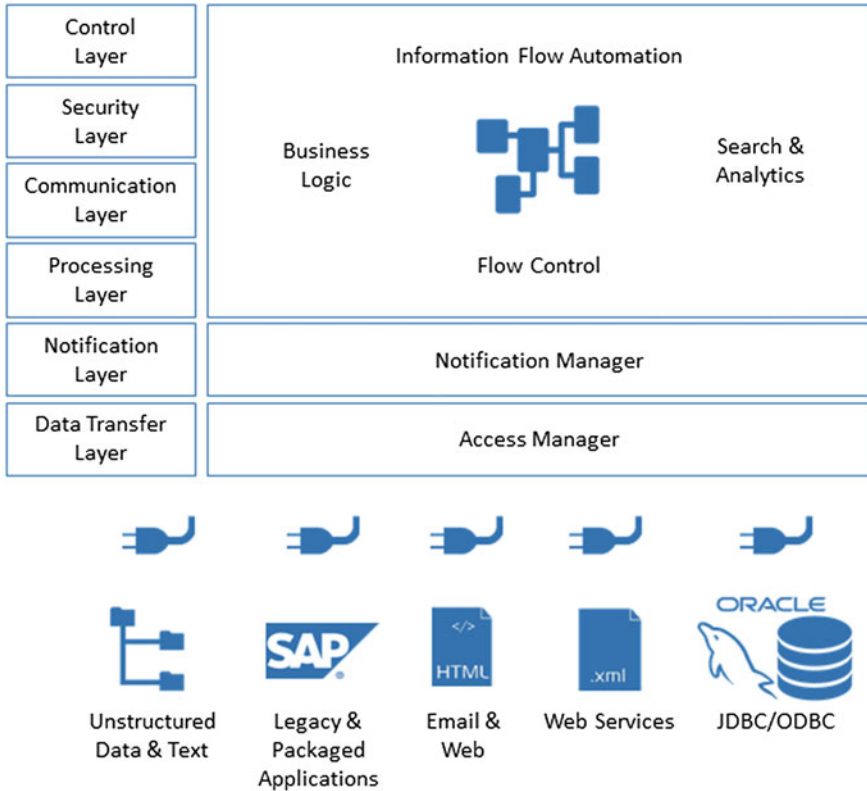 Control
Layer
Information Flow Automation
Security
Layer
Business
Logic
Search &
Analytics
Communication
Layer
Processing
Layer
Flow Control
Notification
Layer
Notification Manager
Data Transfer
Layer
Access Manager
SAP®
</>
HTML
.xml
ORACLE
Unstructured
Data & Text
Legacy &
Packaged
Applications
Email &
Web
Web Services
JDBC/ODBC